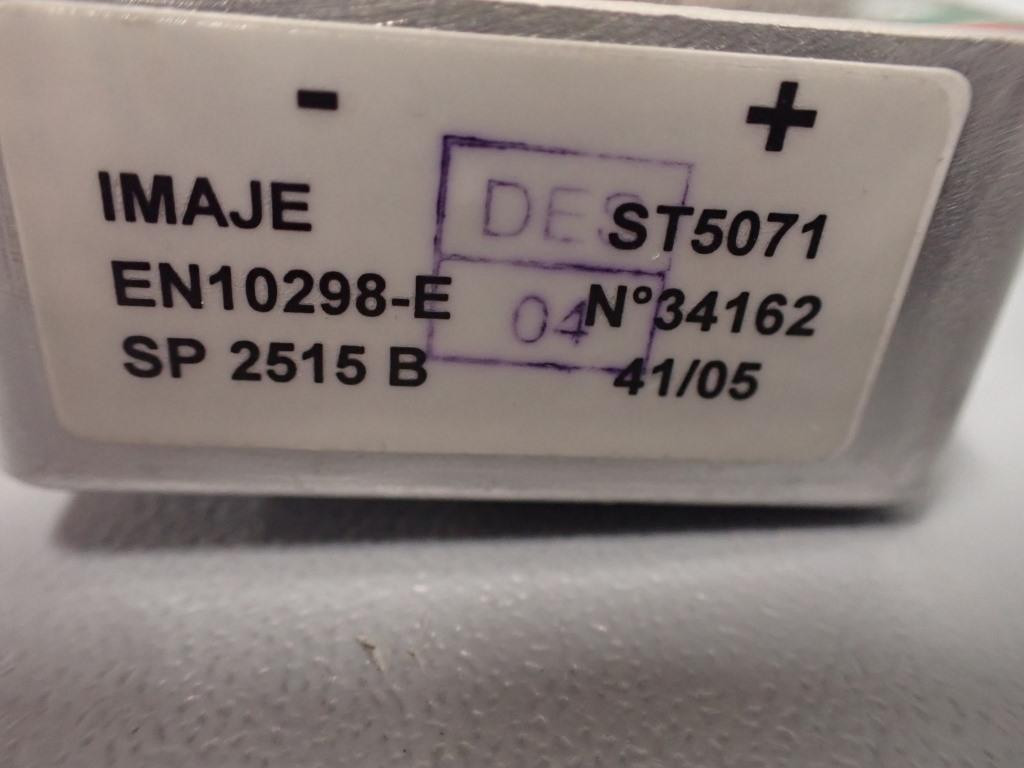 - +
IMAJE ST5071
EN10298-E N°34162
SP 2515 B 41/05
DES
04